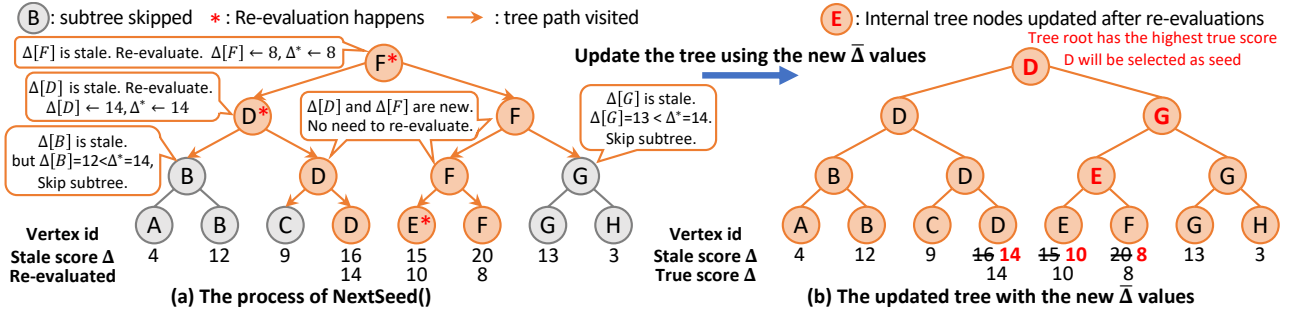 B : subtree skipped * : Re-evaluation happens → : tree path visited
E : Internal tree nodes updated after re-evaluations
Δ[F] is stale. Re-evaluate. Δ[F] ← 8, Δ* ← 8
F*
Update the tree using the new Δ̅ values
Tree root has the highest true score
D will be selected as seed
D
Δ[D] is stale. Re-evaluate.
Δ[D] ← 14, Δ* ← 14
D*
Δ[D] and Δ[F] are new.
No need to re-evaluate.
F
Δ[G] is stale.
Δ[G]=13 < Δ*=14.
Skip subtree.
D
G
Δ[B] is stale.
but Δ[B]=12<Δ*=14,
Skip subtree.
B D F G
B D E G
A B C D E* F G H
A B C D E F G H
Vertex id
Stale score Δ 4 12 9 16 15 20 13 3
Re-evaluated 14 10 8
(a) The process of NextSeed()
Vertex id
Stale score Δ 4 12 9 16 14 15 10 20 8 13 3
True score Δ 14 10 8
(b) The updated tree with the new Δ̅ values